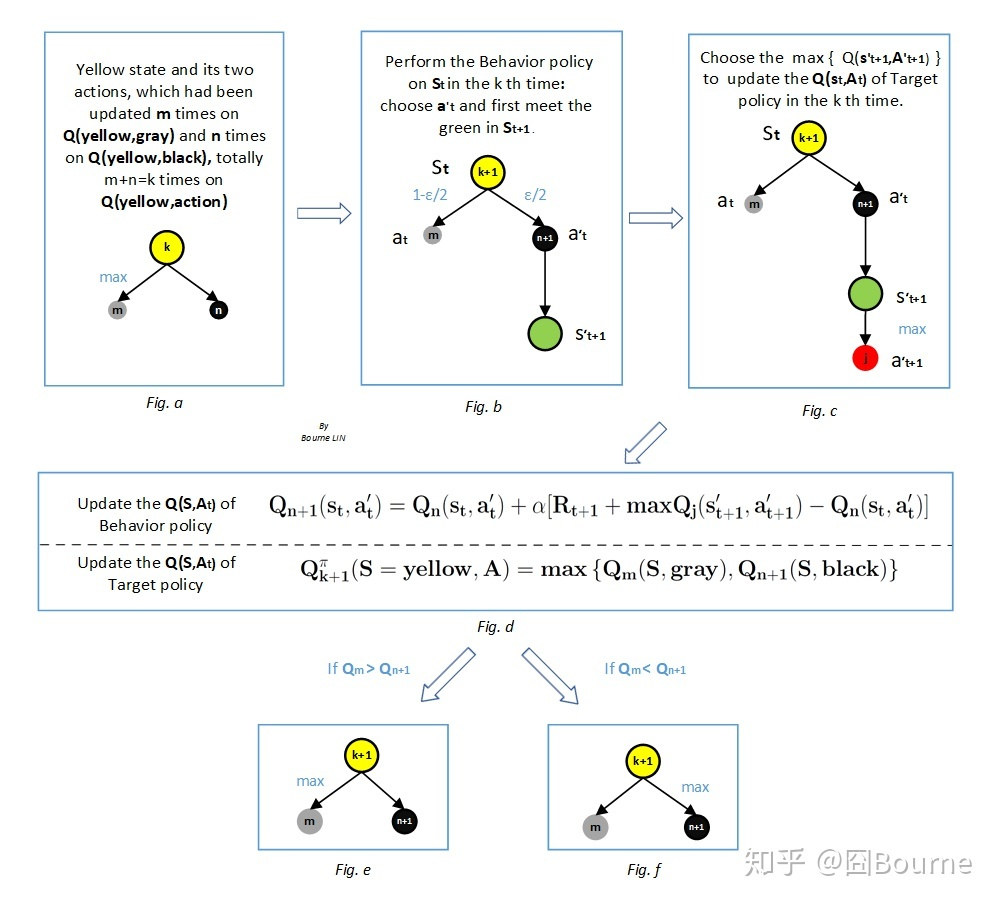 Yellow state and its two
actions, which had been
updated m times on
Q(yellow,gray) and n times
on Q(yellow,black), totally
m+n=k times on
Q(yellow,action)
k
max
m
n
Fig. a
Perform the Behavior policy
on St in the k th time:
choose a't and first meet the
green in St+1.
St
k+1
1-ε/2
ε/2
at
m
n+1
a't
S't+1
Fig. b
Choose the max { Q(s't+1,A't+1) }
to update the Q(st,At) of Target
policy in the k th time.
St
k+1
at
m
n+1
a't
S't+1
max
j
a't+1
Fig. c
By
Bourne LIN
Update the Q(S,At) of
Behavior policy
Qn+1(st, a't) = Qn(st, a't) + α[Rt+1 + maxQj(s't+1, a't+1) − Qn(st, a't)]
Update the Q(S,At) of
Target policy
Qπk+1(S = yellow, A) = max {Qm(S, gray), Qn+1(S, black)}
Fig. d
If Qm > Qn+1
If Qm < Qn+1
k+1
max
m
n+1
Fig. e
k+1
max
m
n+1
Fig. f
知乎 @囧Bourne